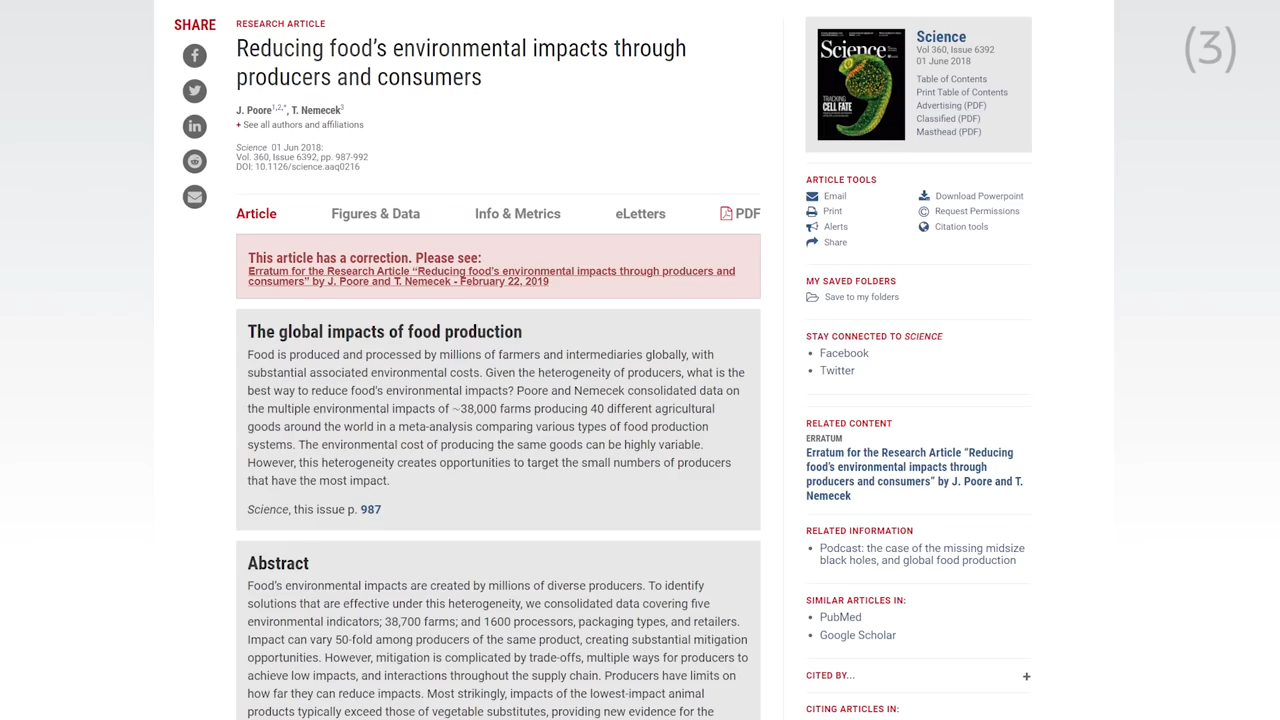 SHARE
RESEARCH ARTICLE
Reducing food’s environmental impacts through
producers and consumers
J. Poore1,2,*, T. Nemecek3
+ See all authors and affiliations
Science 01 Jun 2018:
Vol. 360, Issue 6392, pp. 987-992
DOI: 10.1126/science.aaq0216
Article Figures & Data Info & Metrics eLetters PDF
This article has a correction. Please see:
Erratum for the Research Article “Reducing food’s environmental impacts through producers and
consumers” by J. Poore and T. Nemecek - February 22, 2019
The global impacts of food production
Food is produced and processed by millions of farmers and intermediaries globally, with
substantial associated environmental costs. Given the heterogeneity of producers, what is the
best way to reduce food's environmental impacts? Poore and Nemecek consolidated data on
the multiple environmental impacts of ~38,000 farms producing 40 different agricultural
goods around the world in a meta-analysis comparing various types of food production
systems. The environmental cost of producing the same goods can be highly variable.
However, this heterogeneity creates opportunities to target the small numbers of producers
that have the most impact.
Science, this issue p. 987
Abstract
Food’s environmental impacts are created by millions of diverse producers. To identify
solutions that are effective under this heterogeneity, we consolidated data covering five
environmental indicators; 38,700 farms; and 1600 processors, packaging types, and retailers.
Impact can vary 50-fold among producers of the same product, creating substantial mitigation
opportunities. However, mitigation is complicated by trade-offs, multiple ways for producers to
achieve low impacts, and interactions throughout the supply chain. Producers have limits on
how far they can reduce impacts. Most strikingly, impacts of the lowest-impact animal
products typically exceed those of vegetable substitutes, providing new evidence for the
Science
TRACKING
CELL FATE
Science
Vol 360, Issue 6392
01 June 2018
Table of Contents
Print Table of Contents
Advertising (PDF)
Classified (PDF)
Masthead (PDF)
ARTICLE TOOLS
Email
Download Powerpoint
Print
Request Permissions
Alerts
Citation tools
Share
MY SAVED FOLDERS
Save to my folders
STAY CONNECTED TO SCIENCE
• Facebook
• Twitter
RELATED CONTENT
ERRATUM
Erratum for the Research Article “Reducing
food’s environmental impacts through
producers and consumers” by J. Poore and T.
Nemecek
RELATED INFORMATION
• Podcast: the case of the missing midsize
black holes, and global food production
SIMILAR ARTICLES IN:
• PubMed
• Google Scholar
CITED BY... +
CITING ARTICLES IN:
(3)